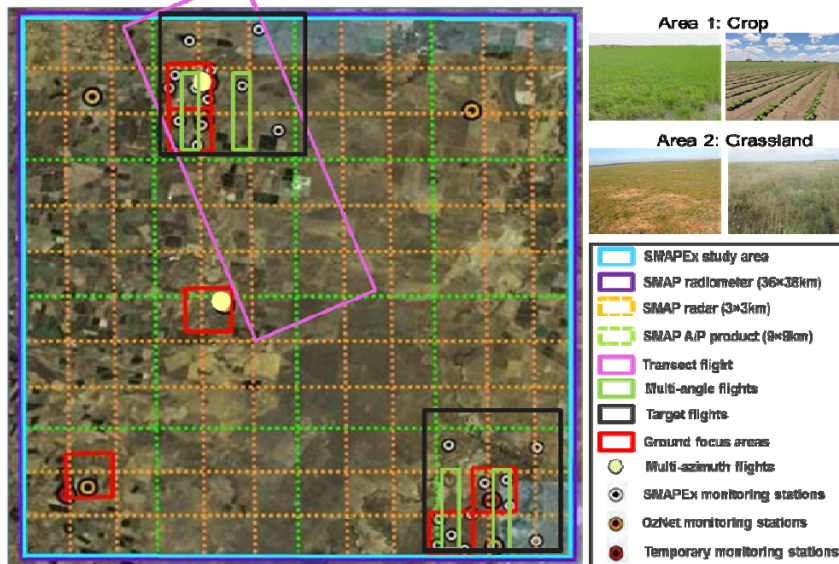 Area 1: Crop
Area 2: Grassland
SMAPEx study area
SMAP radiometer (36×38km)
SMAP radar (3×3km)
SMAP A/P product (9×9km)
Transect flight
Multi-angle flights
Target flights
Ground focus areas
Multi-azimuth flights
SMAPEx monitoring stations
OzNet monitoring stations
Temporary monitoring stations